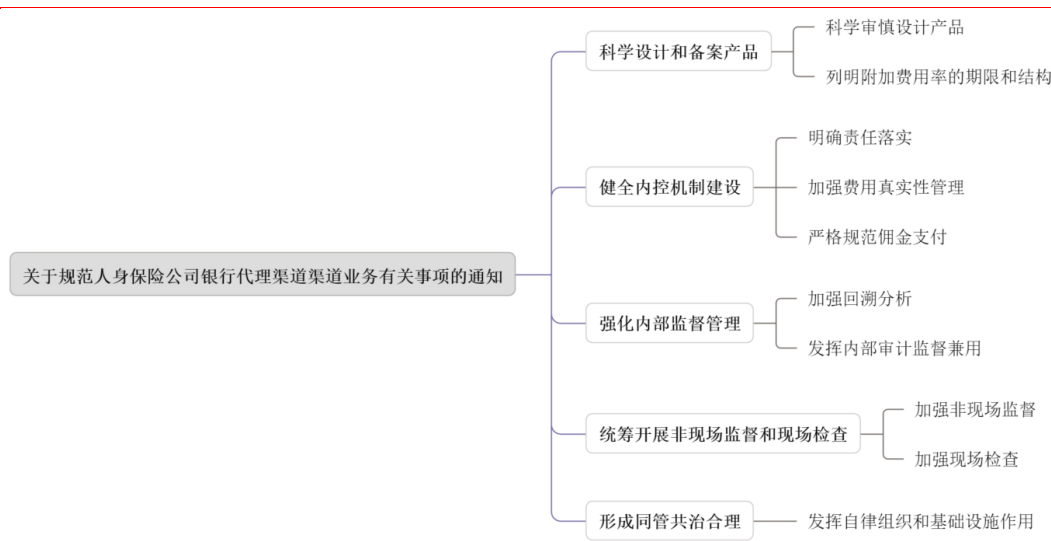 关于规范人身保险公司银行代理渠道渠道业务有关事项的通知
科学设计和备案产品
科学审慎设计产品
列明附加费用率的期限和结构
健全内控机制建设
明确责任落实
加强费用真实性管理
严格规范佣金支付
强化内部监督管理
加强回溯分析
发挥内部审计监督兼用
统筹开展非现场监督和现场检查
加强非现场监督
加强现场检查
形成同管共治合理
发挥自律组织和基础设施作用